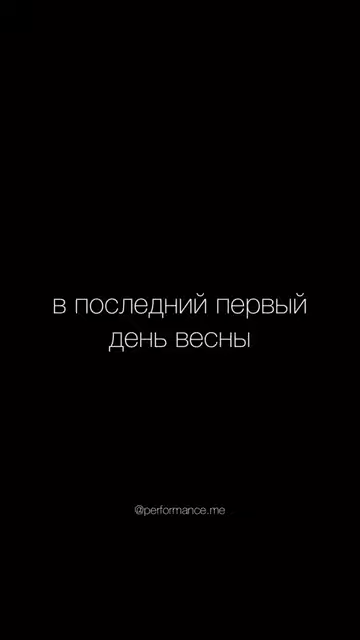 в последний первый
день весны
@performance.me